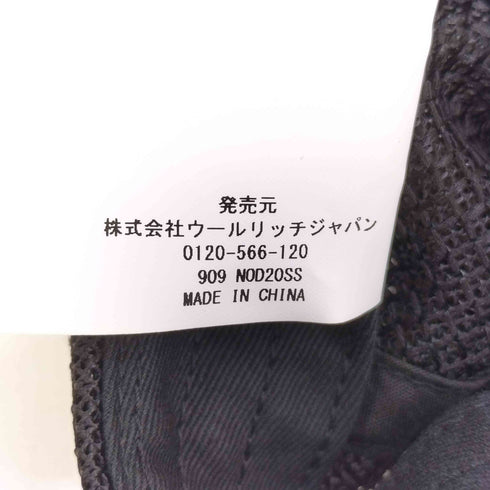 発売元
株式会社ウールリッチジャパン
0120-566-120
909 NOD20SS
MADE IN CHINA